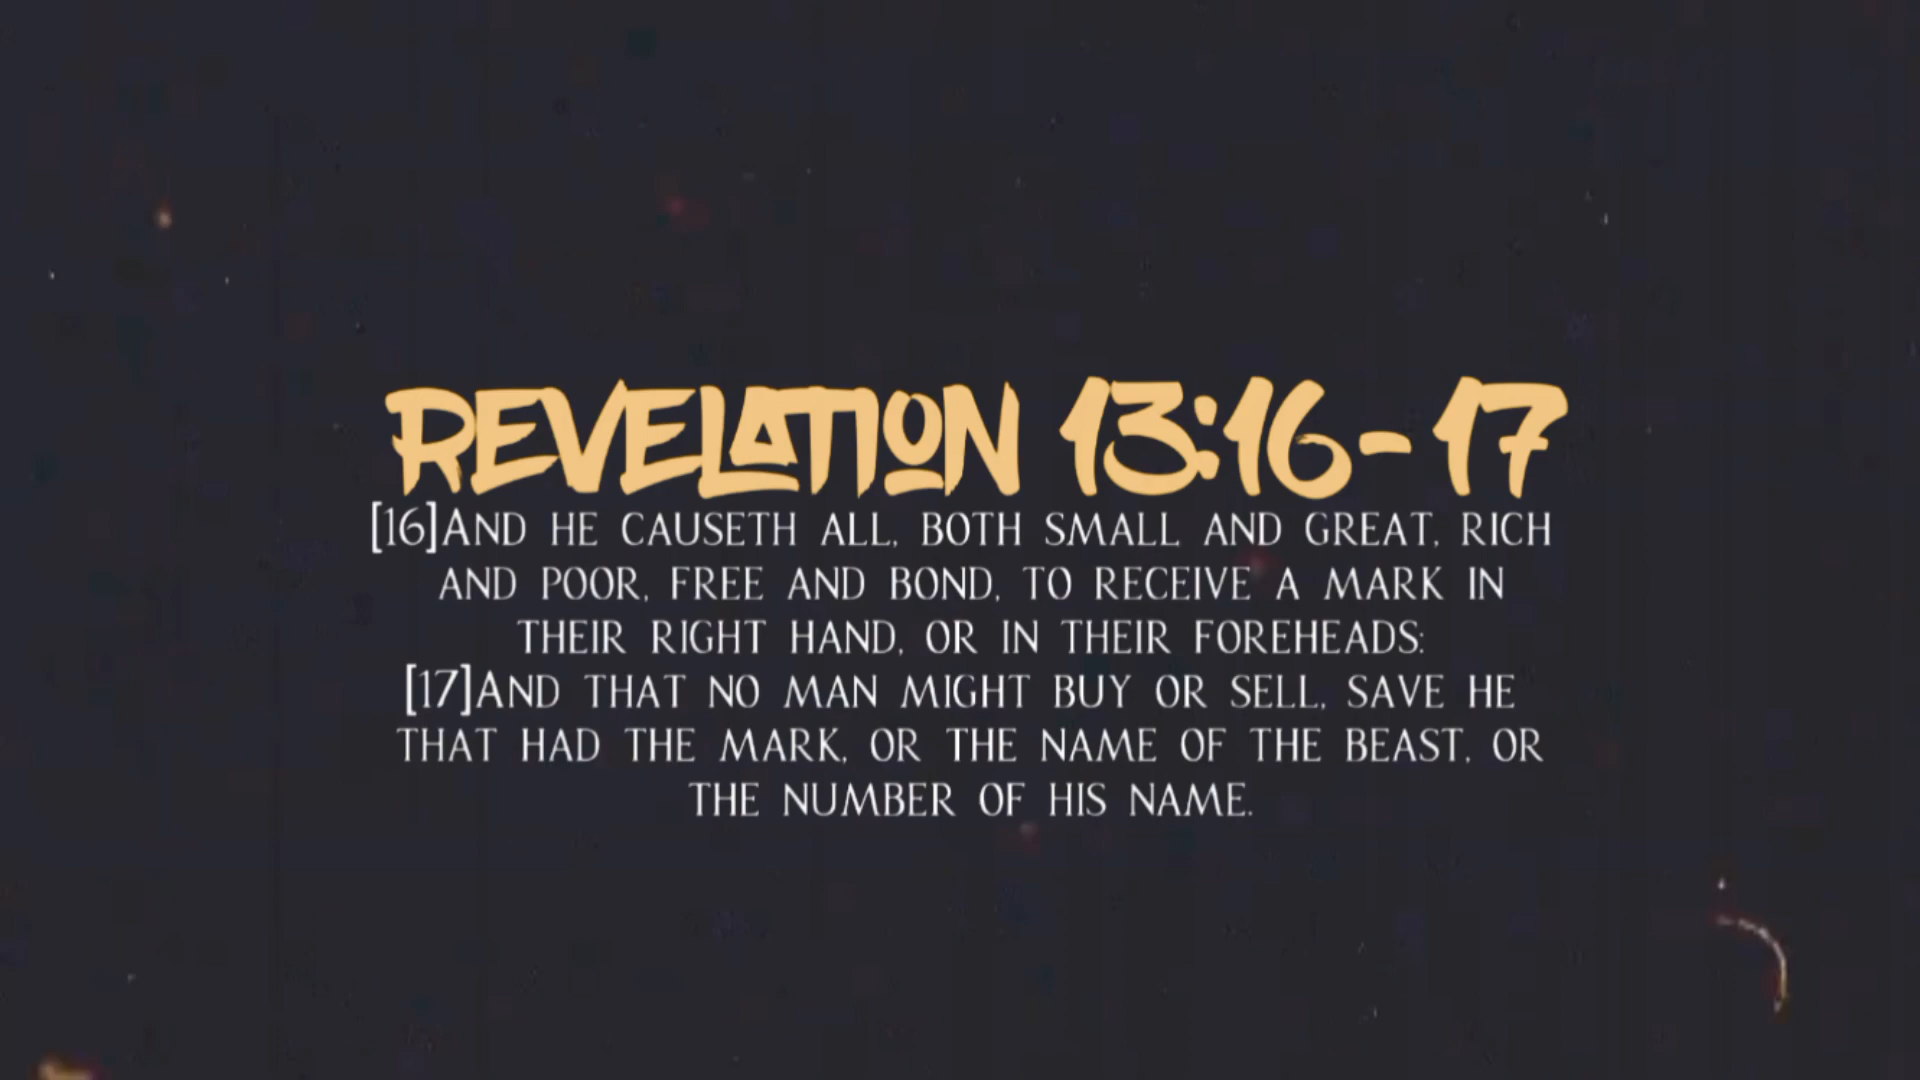 REVELATION 13:16-17
[16]AND HE CAUSETH ALL, BOTH SMALL AND GREAT, RICH
AND POOR, FREE AND BOND, TO RECEIVE A MARK IN
THEIR RIGHT HAND, OR IN THEIR FOREHEADS:
[17]AND THAT NO MAN MIGHT BUY OR SELL, SAVE HE
THAT HAD THE MARK, OR THE NAME OF THE BEAST, OR
THE NUMBER OF HIS NAME.